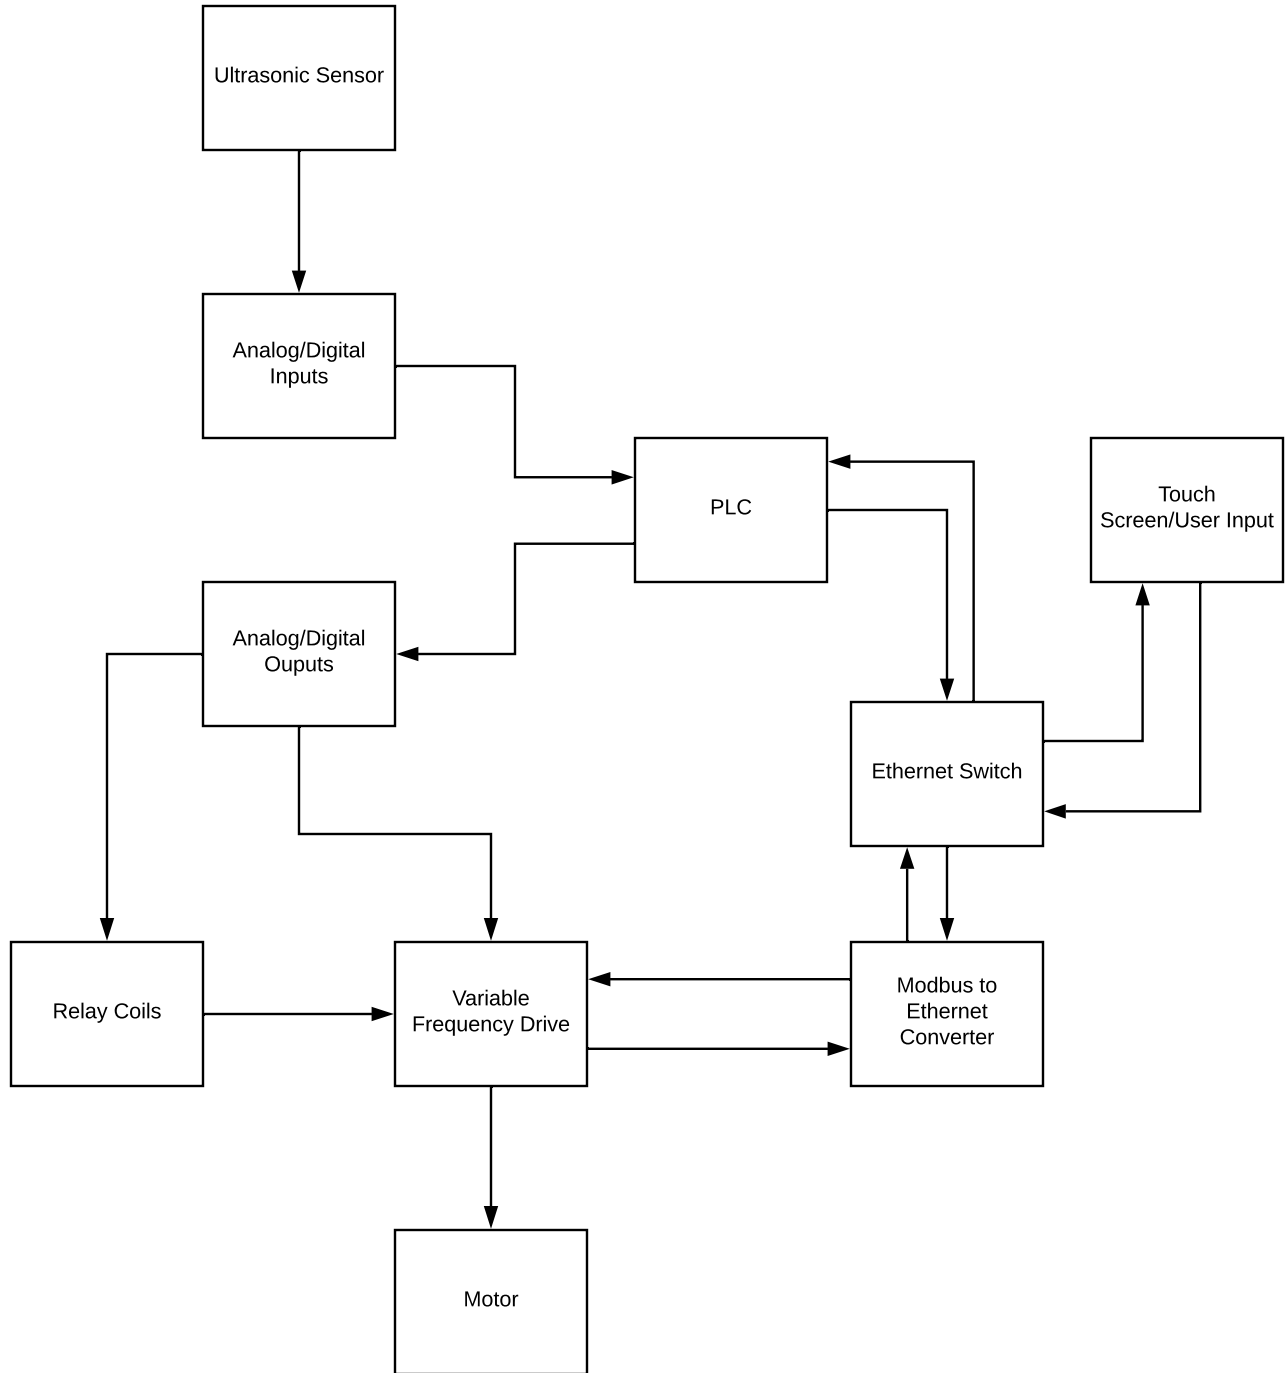 Ultrasonic Sensor
Analog/Digital
Inputs
PLC
Touch
Screen/User Input
Analog/Digital
Ouputs
Ethernet Switch
Relay Coils
Variable
Frequency Drive
Modbus to
Ethernet
Converter
Motor